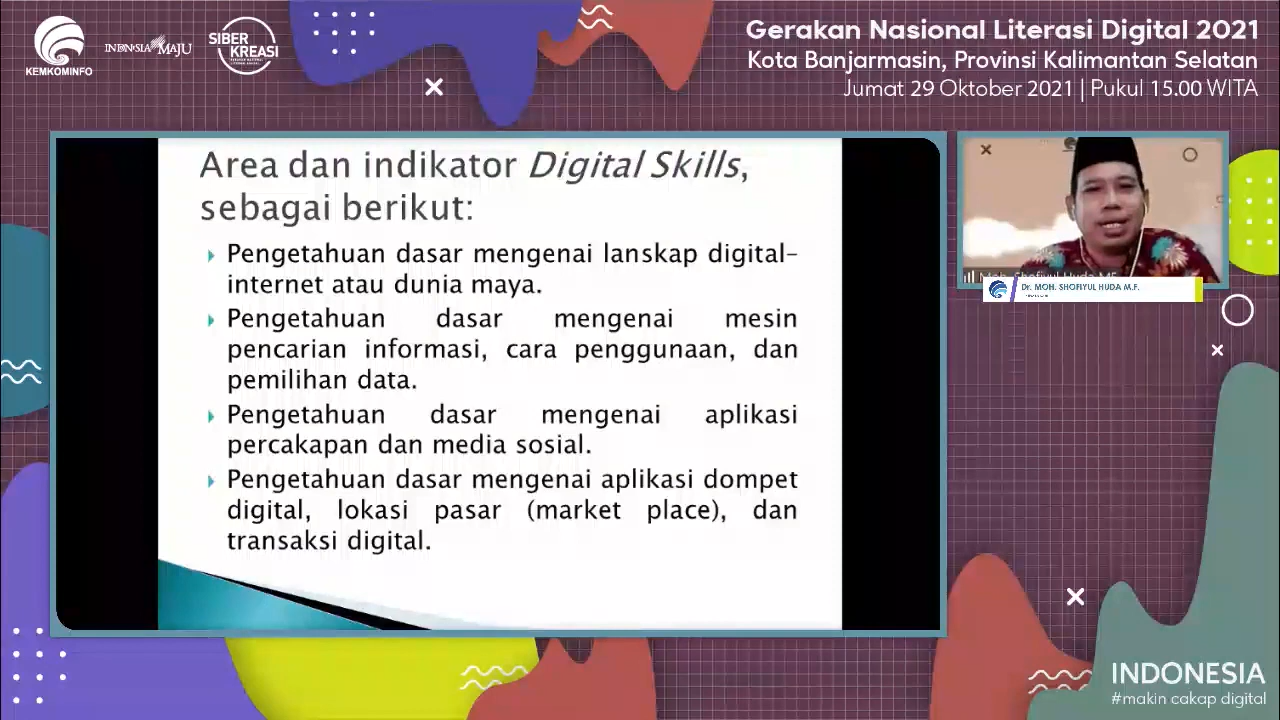 KEMKOMINFO
INDONESIA MAJU
SIBER
KREASI
Gerakan Nasional Literasi Digital 2021
Kota Banjarmasin, Provinsi Kalimantan Selatan
Jumat 29 Oktober 2021 | Pukul 15.00 WITA
Area dan indikator Digital Skills,
sebagai berikut:
Pengetahuan dasar mengenai lanskap digital–
internet atau dunia maya.
Pengetahuan dasar mengenai mesin
pencarian informasi, cara penggunaan, dan
pemilihan data.
Pengetahuan dasar mengenai aplikasi
percakapan dan media sosial.
Pengetahuan dasar mengenai aplikasi dompet
digital, lokasi pasar (market place), dan
transaksi digital.
Moh. Shofiyul Huda MF
Dr. MOH. SHOFIYUL HUDA M.F.
INDONESIA
#makin cakap digital